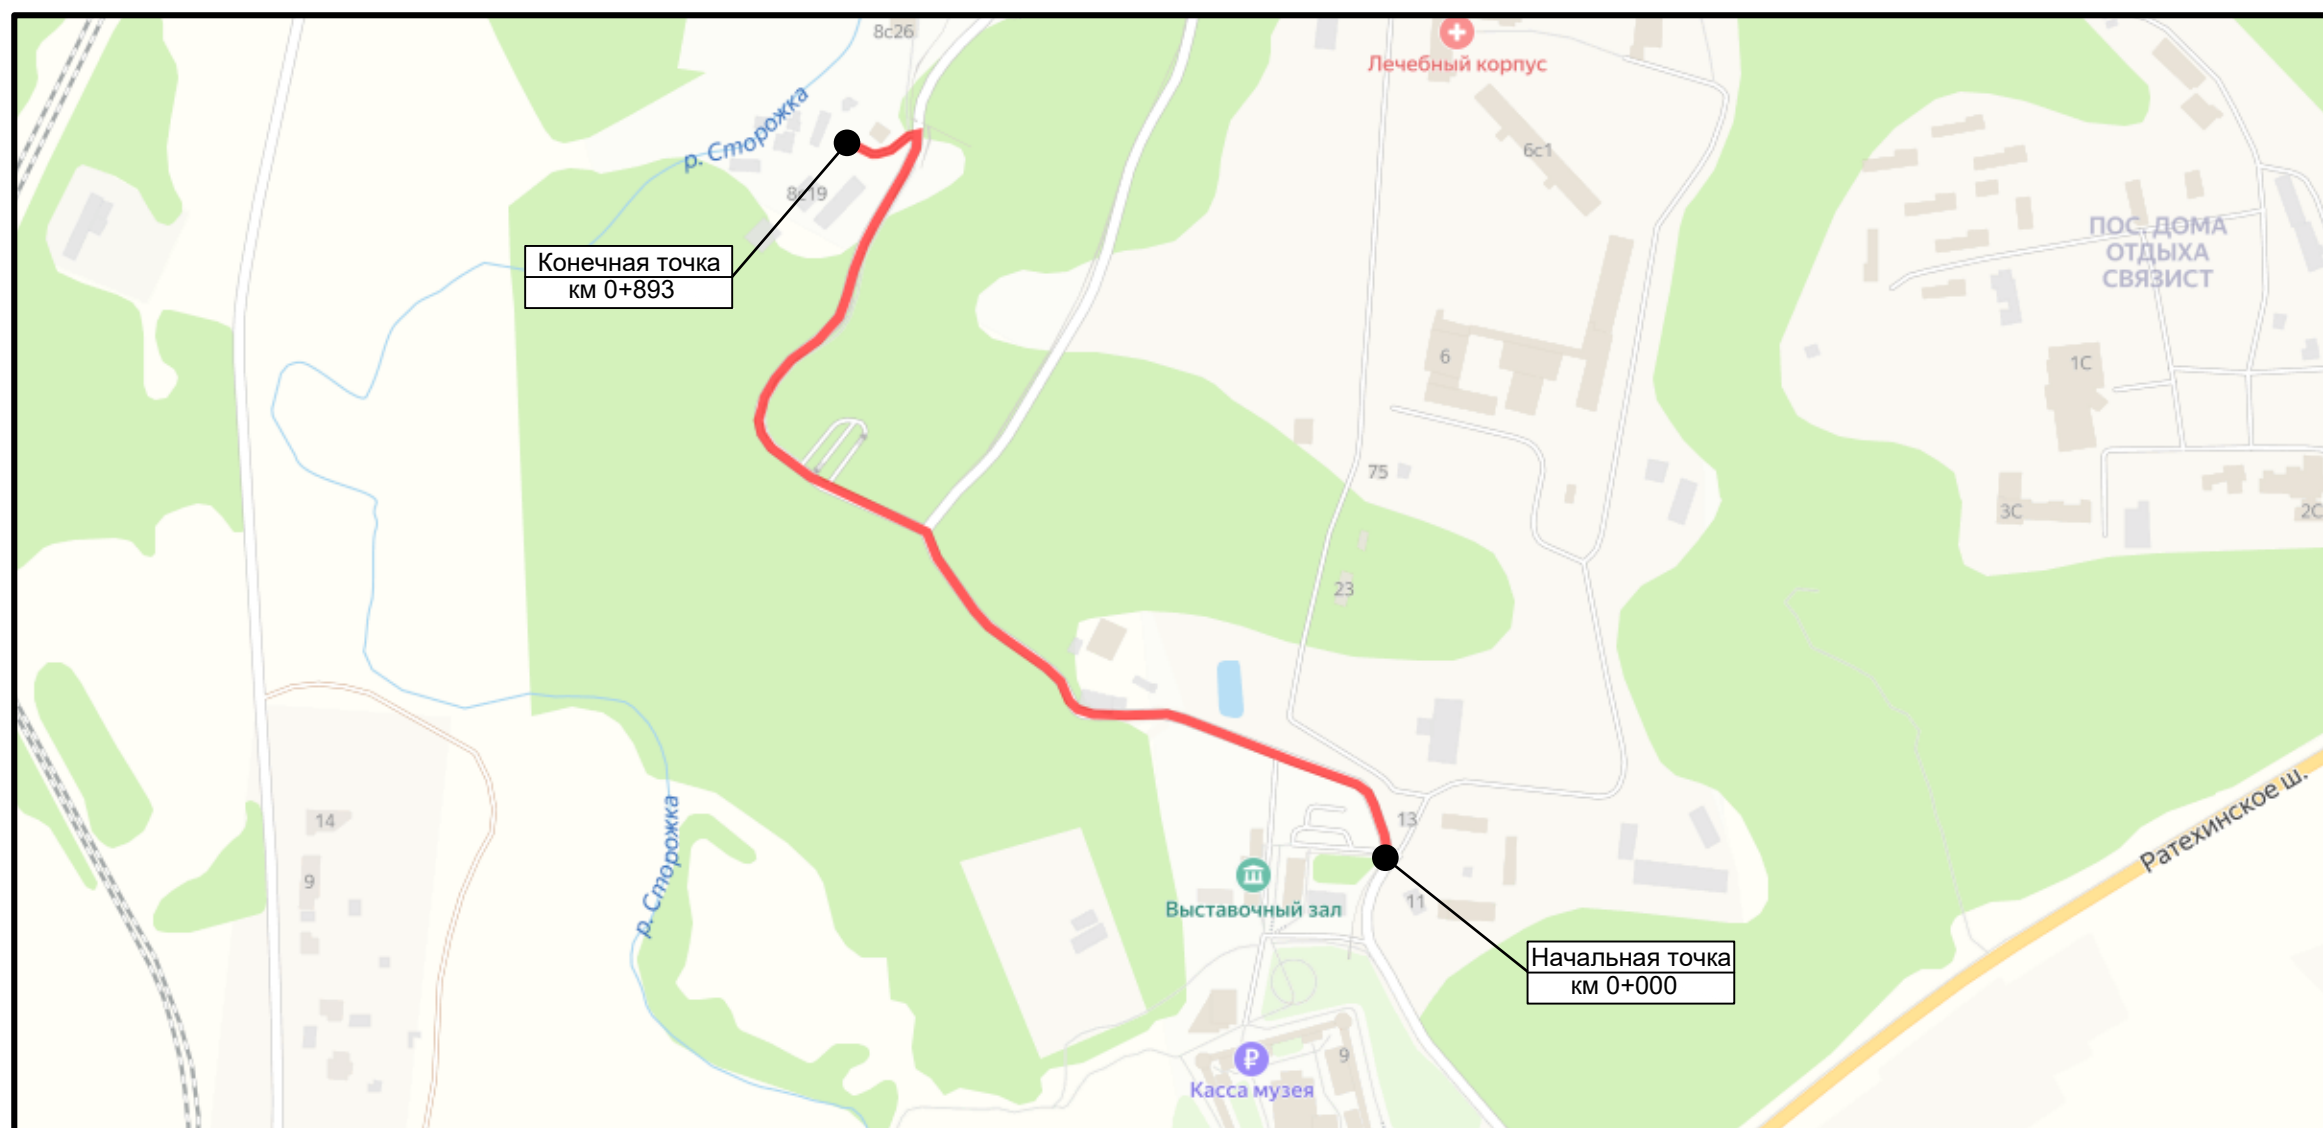 8с26
Лечебный корпус
р. Сторожка
6с1
8с19
ПОС. ДОМА
ОТДЫХА
СВЯЗИСТ
Конечная точка
км 0+893
6
1С
75
3С
2С
23
14
13
Ратехинское ш.
р. Сторожка
9
11
Выставочный зал
Начальная точка
км 0+000
9
Касса музея